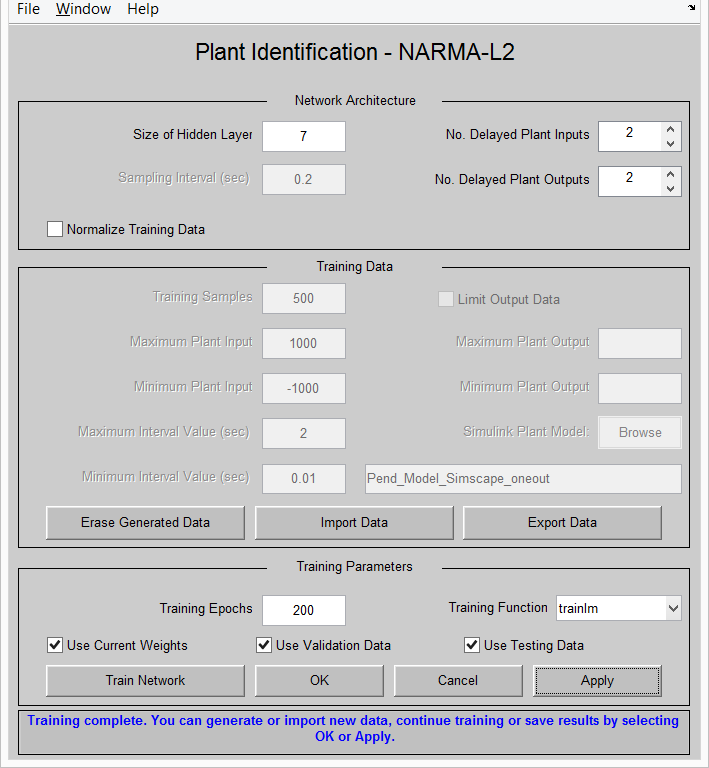 File Window Help
Plant Identification - NARMA-L2
Network Architecture
Size of Hidden Layer 7 No. Delayed Plant Inputs 2
Sampling Interval (sec) 0.2 No. Delayed Plant Outputs 2
Normalize Training Data
Training Data
Training Samples 500 Limit Output Data
Maximum Plant Input 1000 Maximum Plant Output
Minimum Plant Input -1000 Minimum Plant Output
Maximum Interval Value (sec) 2 Simulink Plant Model: Browse
Minimum Interval Value (sec) 0.01 Pend_Model_Simscape_oneout
Erase Generated Data Import Data Export Data
Training Parameters
Training Epochs 200 Training Function trainlm
Use Current Weights Use Validation Data Use Testing Data
Train Network OK Cancel Apply
Training complete. You can generate or import new data, continue training or save results by selecting
OK or Apply.